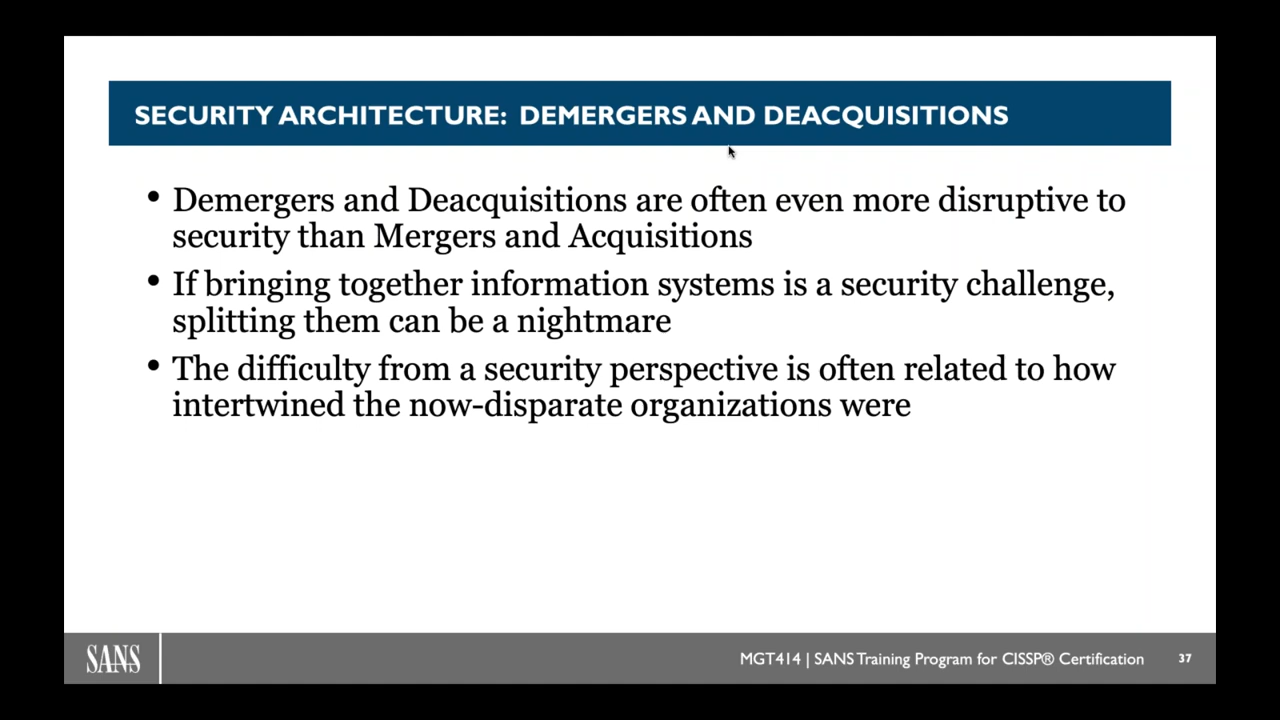 SECURITY ARCHITECTURE: DEMERGERS AND DEACQUISITIONS
• Demergers and Deacquisitions are often even more disruptive to
security than Mergers and Acquisitions
• If bringing together information systems is a security challenge,
splitting them can be a nightmare
• The difficulty from a security perspective is often related to how
intertwined the now-disparate organizations were
SANS
MGT414 | SANS Training Program for CISSP® Certification
37